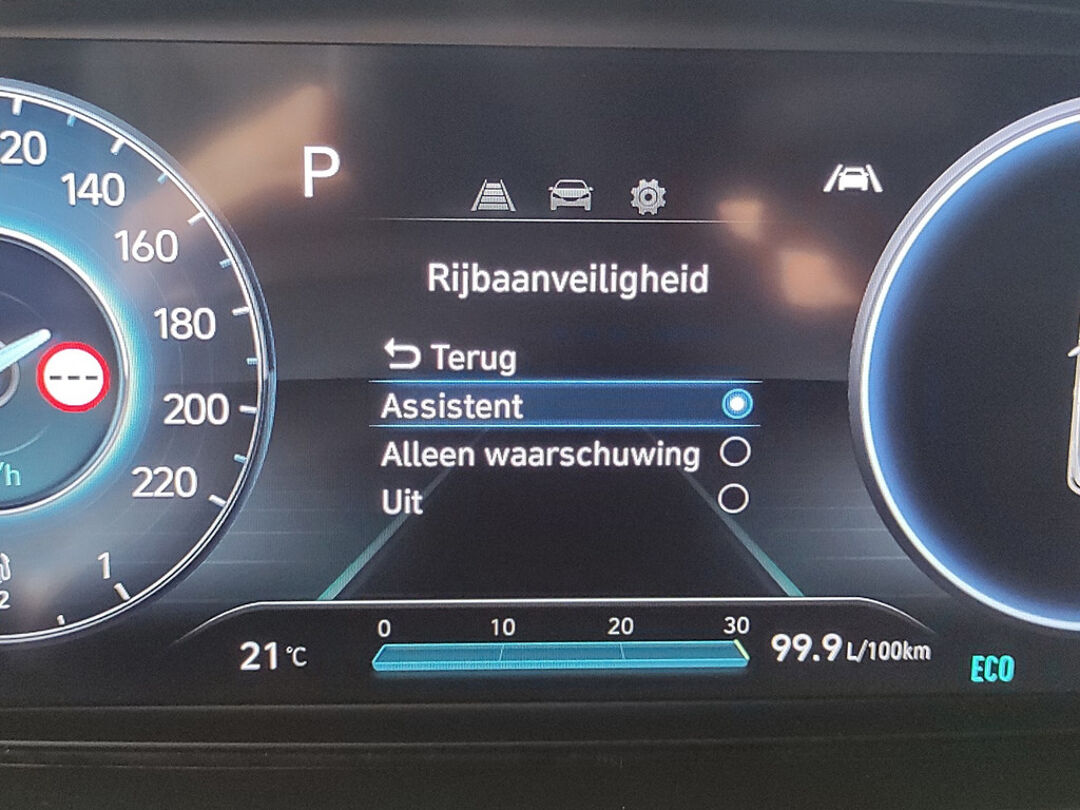 P
20
140
160
180
200
220
/h
1
2
---
Rijbaanveiligheid
Terug
Assistent
Alleen waarschuwing
Uit
0 10 20 30
21°C
99.9 L/100km
ECO